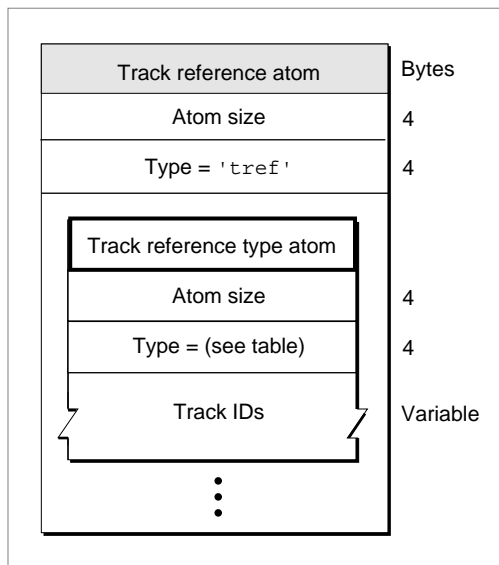 Track reference atom Bytes
Atom size 4
Type = 'tref' 4
Track reference type atom
Atom size 4
Type = (see table) 4
Track IDs Variable